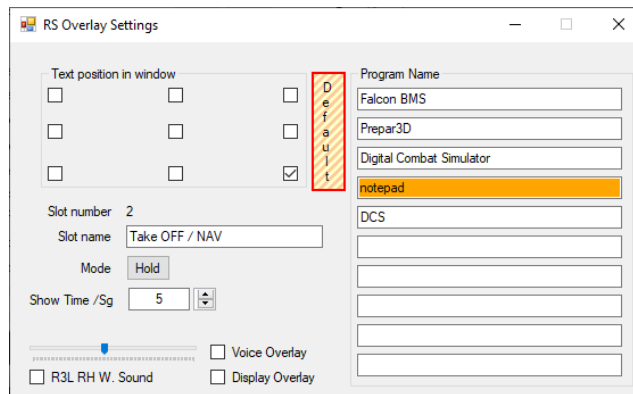 RS Overlay Settings
Text position in window
Default
Slot number 2
Slot name Take OFF / NAV
Mode Hold
Show Time /Sg 5
R3L RH W. Sound
Voice Overlay
Display Overlay
Program Name
Falcon BMS
Prepar3D
Digital Combat Simulator
notepad
DCS